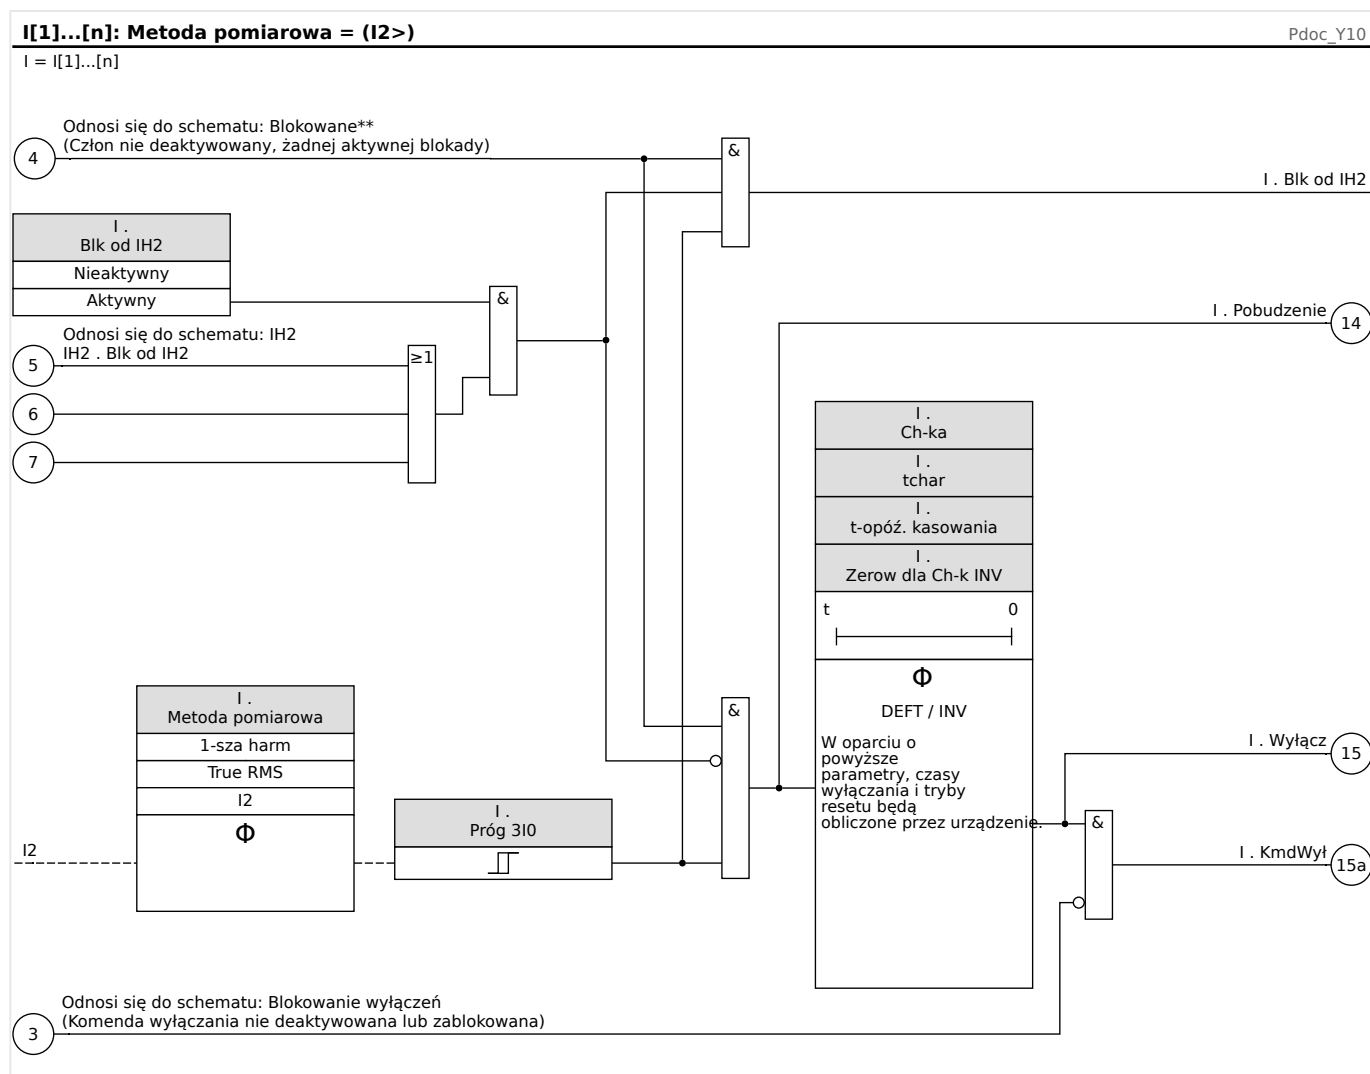 I[1]...[n]: Metoda pomiarowa = (I2>)
Pdoc_Y10
I = I[1]...[n]
Odnosi się do schematu: Blokowane**
(Człon nie deaktywowany, żadnej aktywnej blokady)
4
&
I . Blk od IH2
I .
Blk od IH2
Nieaktywny
Aktywny
&
I . Pobudzenie
14
Odnosi się do schematu: IH2
IH2 . Blk od IH2
5
≥1
6
7
I .
Ch-ka
I .
tchar
I .
t-opóź. kasowania
I .
Zerow dla Ch-k INV
t
0
Φ
DEFT / INV
W oparciu o
powyższe
parametry, czasy
wyłączania i tryby
resetu będą
obliczone przez urządzenie.
I .
Metoda pomiarowa
1-sza harm
True RMS
I2
Φ
&
I . Wyłącz
15
I .
Próg 3I0
&
I2
I . KmdWył
15a
Odnosi się do schematu: Blokowanie wyłączeń
(Komenda wyłączania nie deaktywowana lub zablokowana)
3